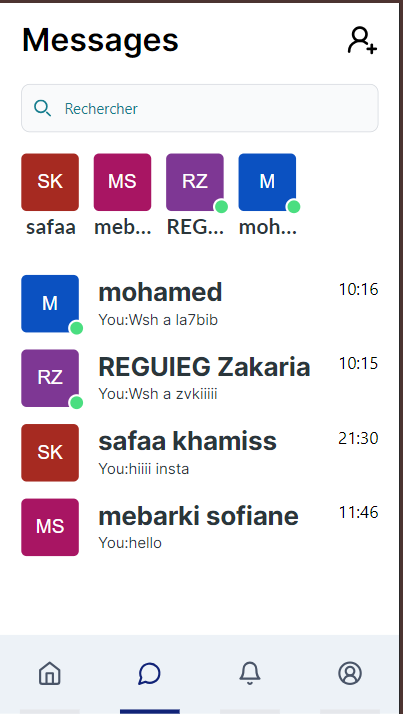 Messages
Rechercher
SK MS RZ M
safaa meb... REG... moh...
M mohamed 10:16
You:Wsh a la7bib
RZ REGUIEG Zakaria 10:15
You:Wsh a zvkiiiii
SK safaa khamiss 21:30
You:hiiii insta
MS mebarki sofiane 11:46
You:hello